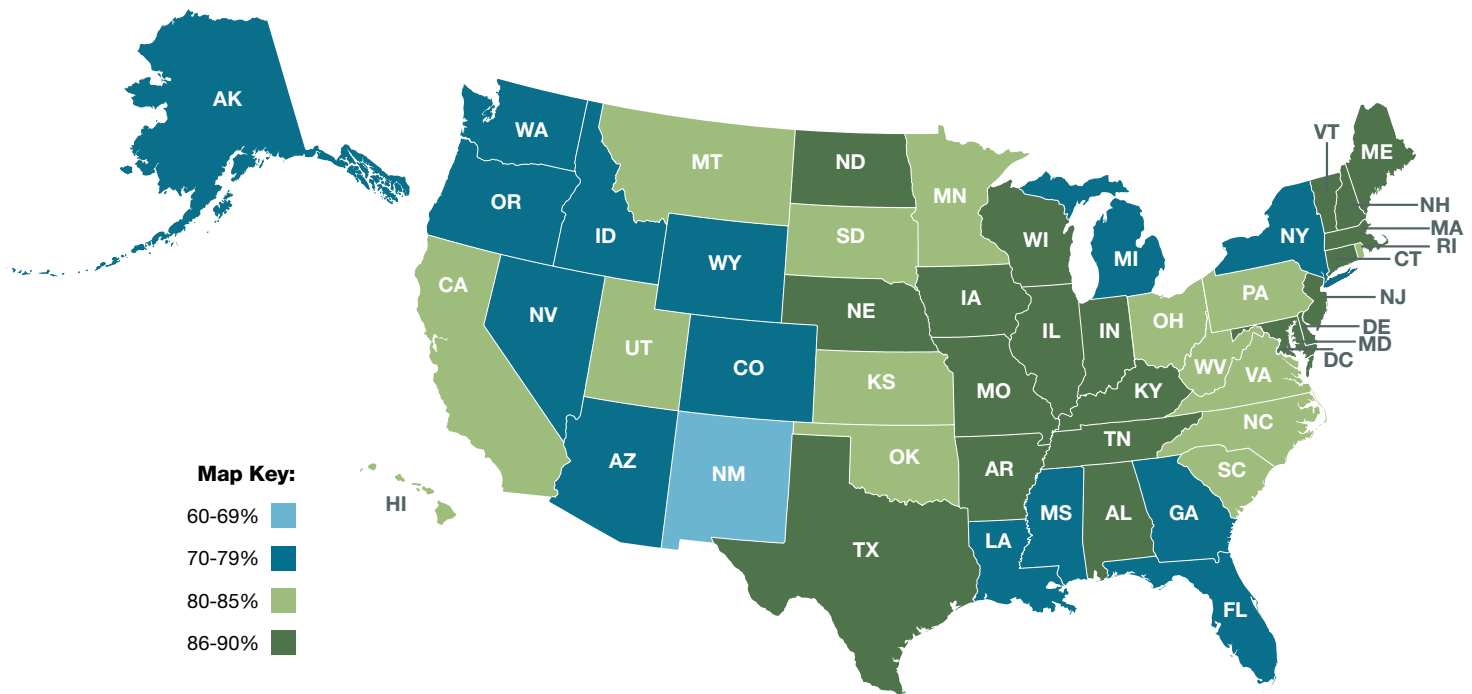 AK
WA
MT
ND
VT
ME
OR
MN
NH
ID
SD
WI
NY
MA
RI
WY
MI
CT
CA
IA
PA
NJ
NV
NE
OH
DE
UT
IL
IN
MD
CO
DC
KS
WV
VA
MO
KY
NC
TN
AZ
NM
OK
AR
SC
Map Key:
HI
60-69%
MS
AL
GA
70-79%
TX
LA
80-85%
FL
86-90%